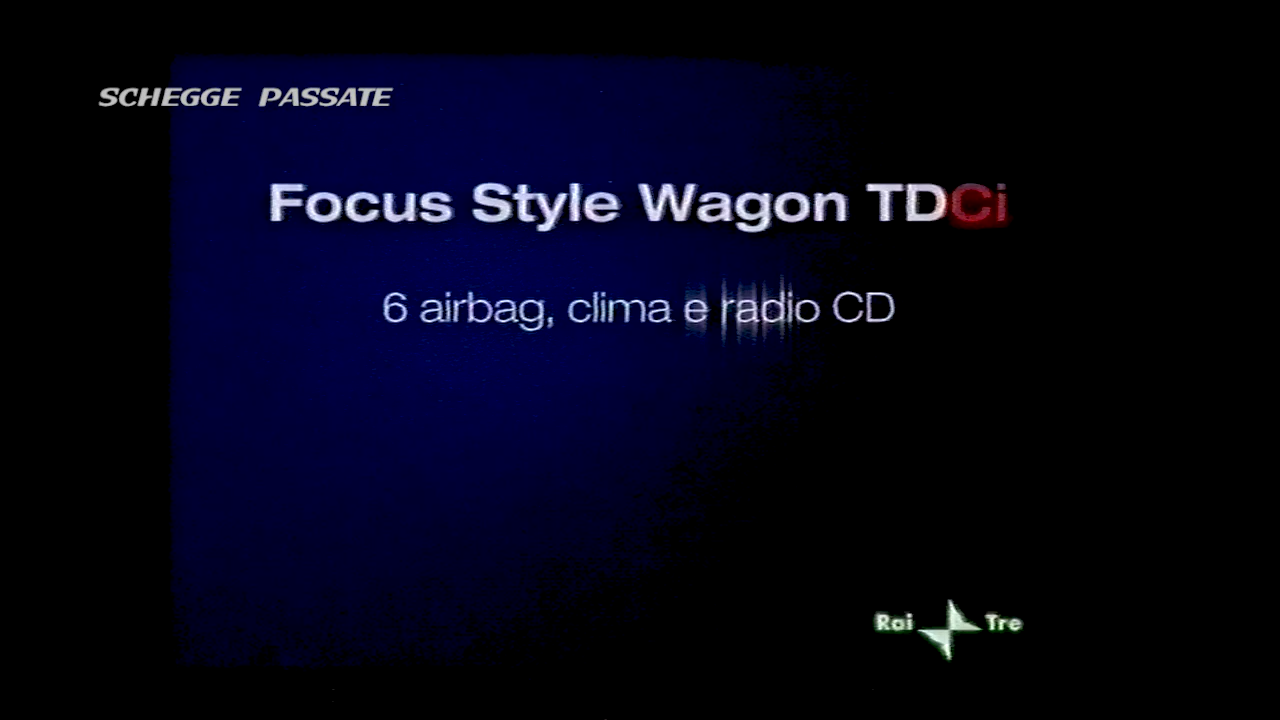 SCHEGGE PASSATE
Focus Style Wagon TDCi
6 airbag, clima e radio CD
Rai Tre